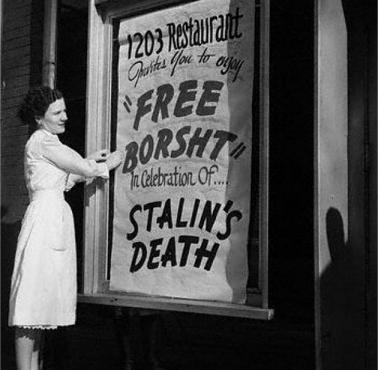 1203 Restaurant
Invites You to enjoy
"FREE
BORSHT"
In Celebration Of....
STALIN'S
DEATH